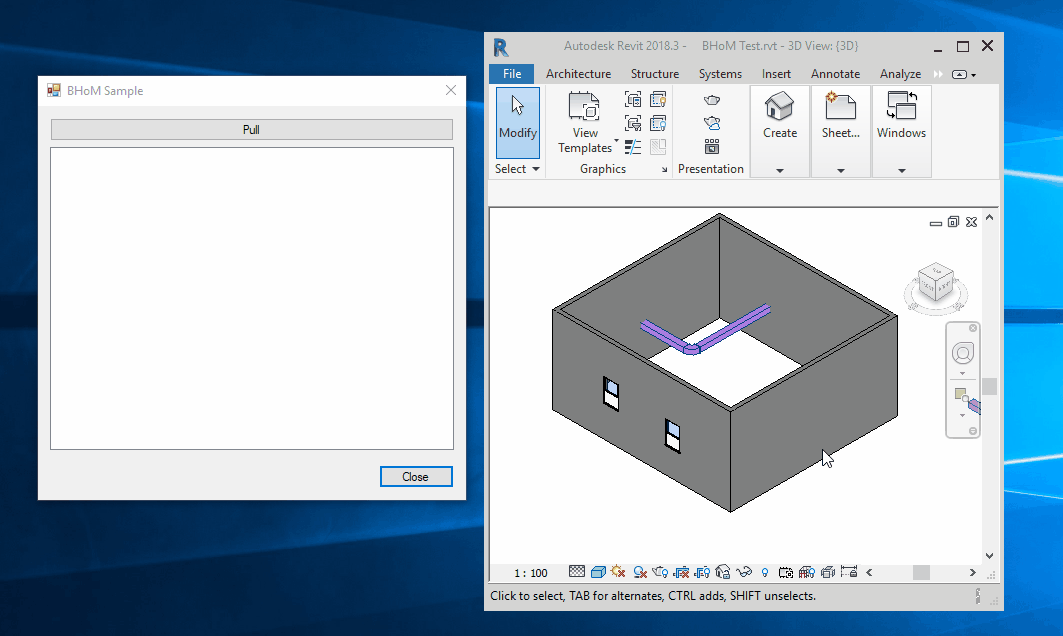 BHoM Sample
Pull
Close
Autodesk Revit 2018.3 - BHoM Test.rvt - 3D View: {3D}
File Architecture Structure Systems Insert Annotate Analyze
Modify
View
Templates
Create
Sheet...
Windows
Select
Graphics
Presentation
1 : 100
Click to select, TAB for alternates, CTRL adds, SHIFT unselects.